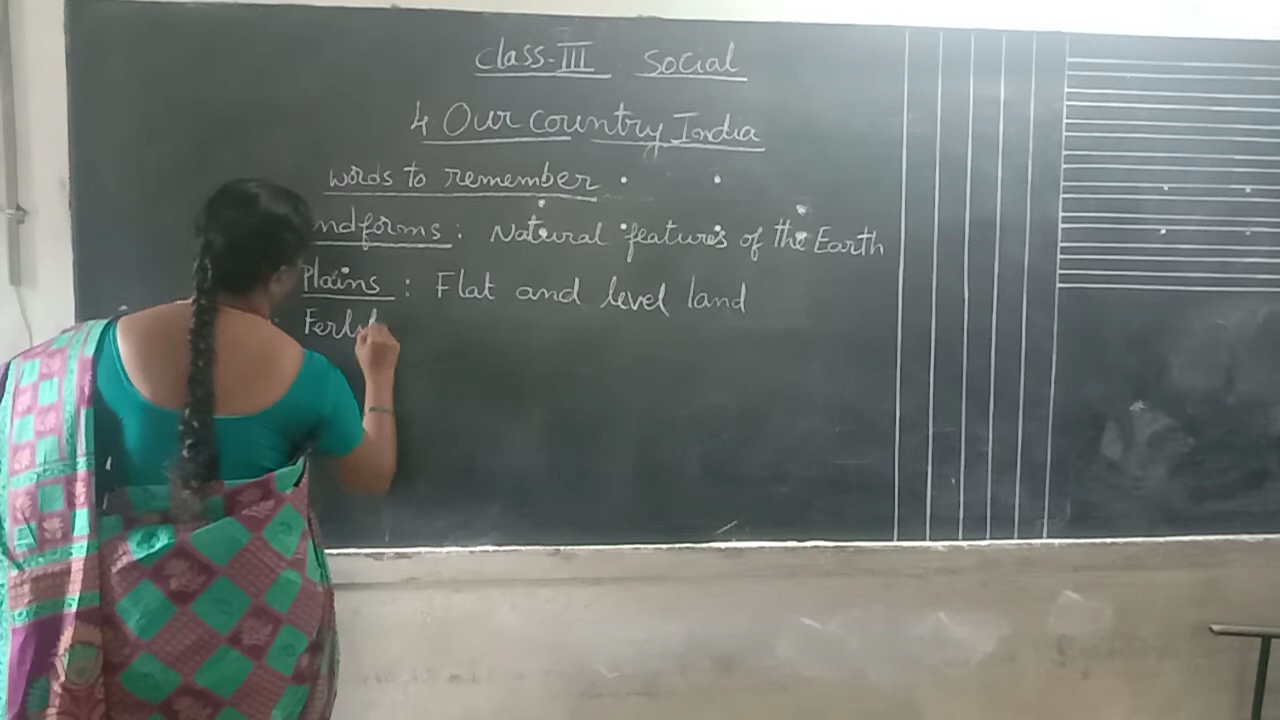 Class-III Social
4 Our country India
words to remember
ndforms : Natural features of the Earth
Plains : Flat and level land